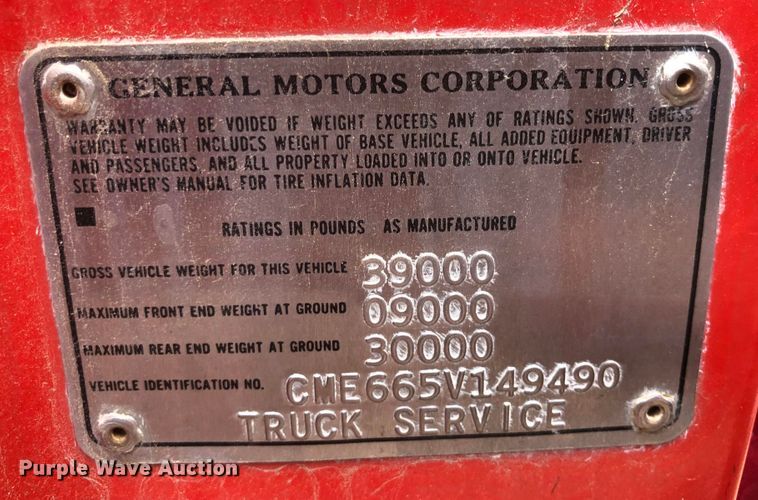 GENERAL MOTORS CORPORATION
WARRANTY MAY BE VOIDED IF WEIGHT EXCEEDS ANY OF RATINGS SHOWN. GROSS
VEHICLE WEIGHT INCLUDES WEIGHT OF BASE VEHICLE, ALL ADDED EQUIPMENT, DRIVER
AND PASSENGERS, AND ALL PROPERTY LOADED INTO OR ONTO VEHICLE.
SEE OWNER'S MANUAL FOR TIRE INFLATION DATA.
RATINGS IN POUNDS AS MANUFACTURED
GROSS VEHICLE WEIGHT FOR THIS VEHICLE 39000
MAXIMUM FRONT END WEIGHT AT GROUND 09000
MAXIMUM REAR END WEIGHT AT GROUND 30000
VEHICLE IDENTIFICATION NO. CME665V149490
TRUCK SERVICE
Purple Wave Auction